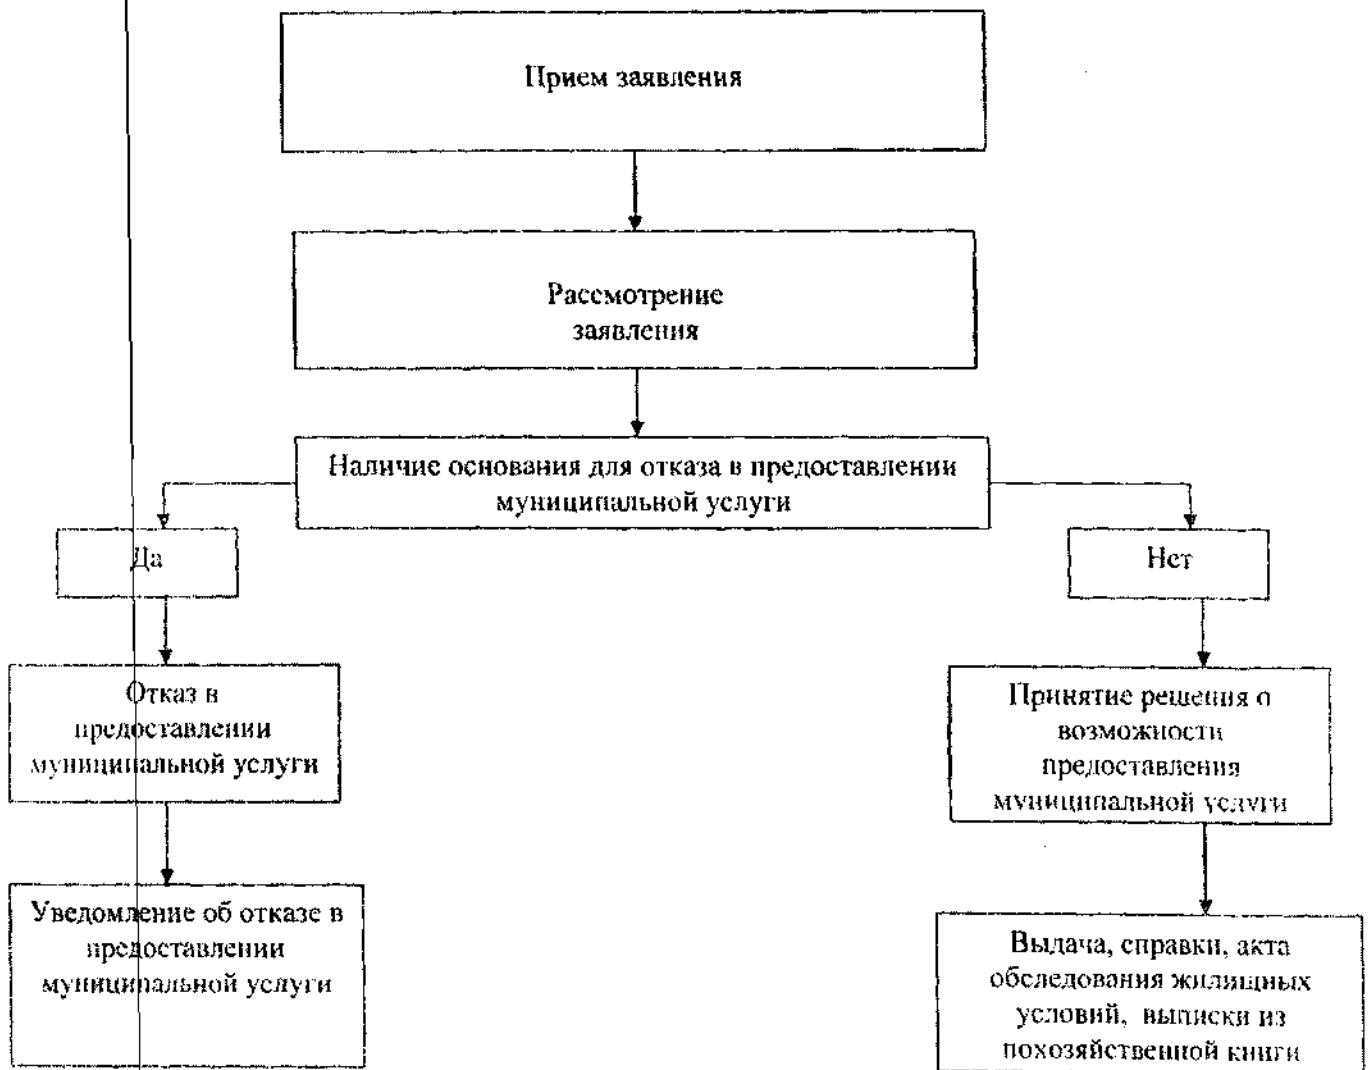 Прием заявления
Рассмотрение
заявления
Наличие основания для отказа в предоставлении
муниципальной услуги
Да
Нет
Отказ в
предоставлении
муниципальной услуги
Принятие решения о
возможности
предоставления
муниципальной услуги
Уведомление об отказе в
предоставлении
муниципальной услуги
Выдача, справки, акта
обследования жилищных
условий, выписки из
похозяйственной книги